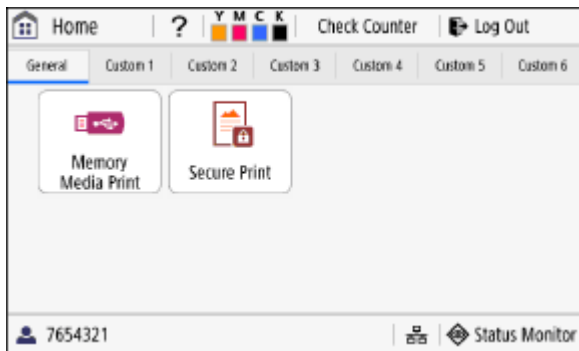 Home ? Y M C K Check Counter Log Out
General Custom 1 Custom 2 Custom 3 Custom 4 Custom 5 Custom 6
Memory
Media Print
Secure Print
7654321 Status Monitor